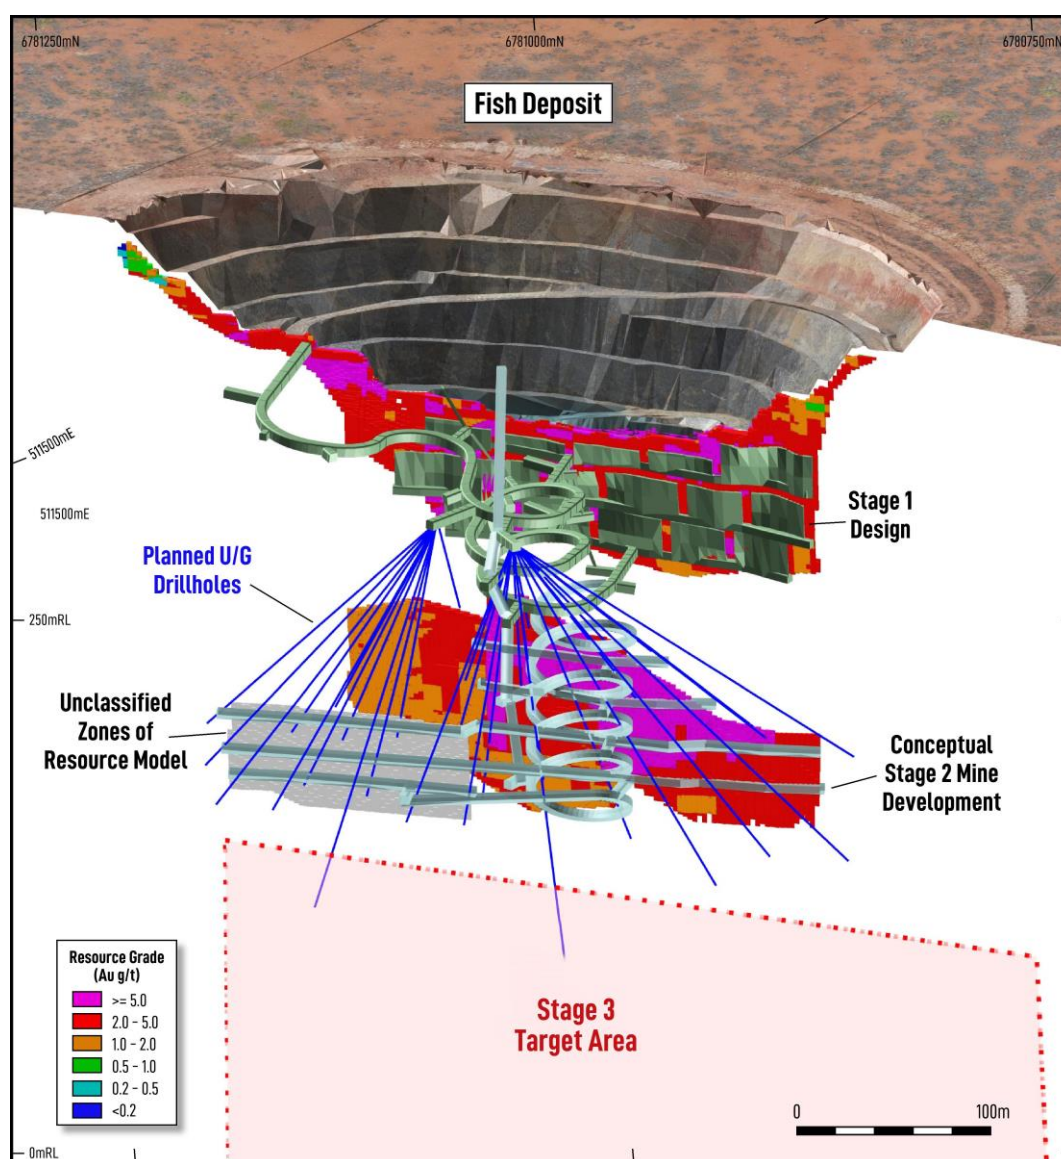 6781250mN
6781000mN
6780750mN
Fish Deposit
511500mE
511500mE
Stage 1
Design
Planned U/G
Drillholes
250mRL
Unclassified
Zones of
Resource Model
Conceptual
Stage 2 Mine
Development
Resource Grade
(Au g/t)
>= 5.0
2.0 - 5.0
1.0 - 2.0
0.5 - 1.0
0.2 - 0.5
<0.2
Stage 3
Target Area
0
100m
0mRL